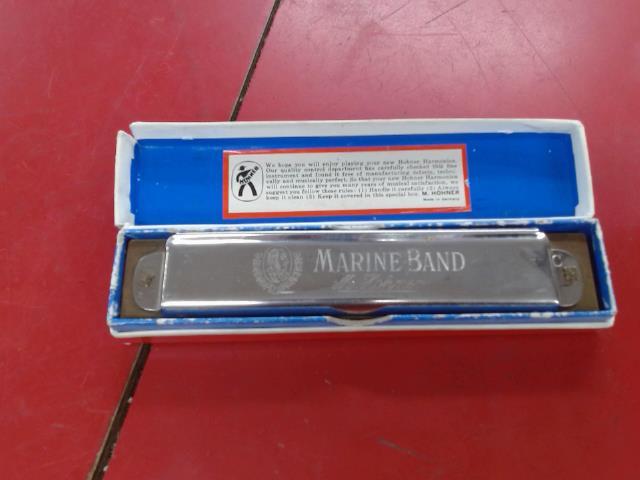 We hope you will enjoy playing your new Hohner Harmonica.
Our quality control department has carefully checked this fine
instrument and found it free of manufacturing defects, techni-
cally and musically perfect. So that your new Hohner Harmonica
will continue to give you many years of musical satisfaction, we
suggest you follow these rules: (1) Handle it carefully (2) Always
keep it clean (3) Keep it covered in this special box. M. HOHNER
Made in Germany
MARINE BAND
M. Hohner